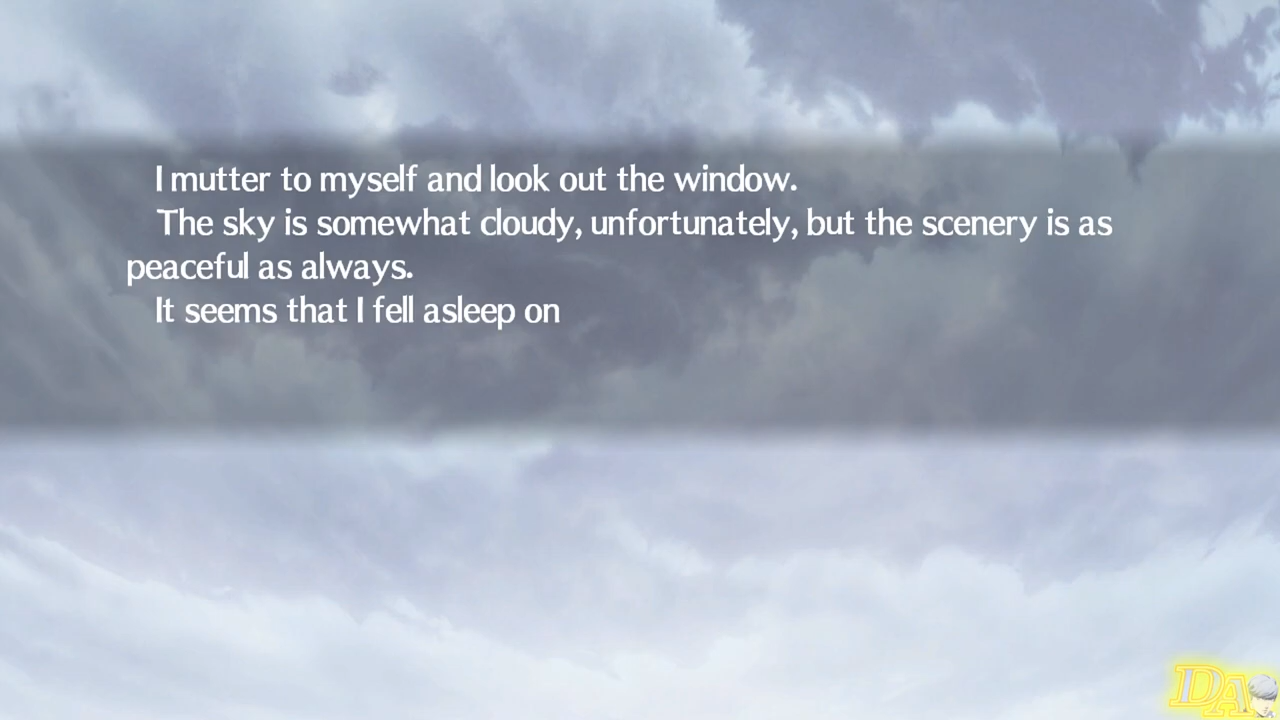 I mutter to myself and look out the window.
The sky is somewhat cloudy, unfortunately, but the scenery is as
peaceful as always.
It seems that I fell asleep on
DA